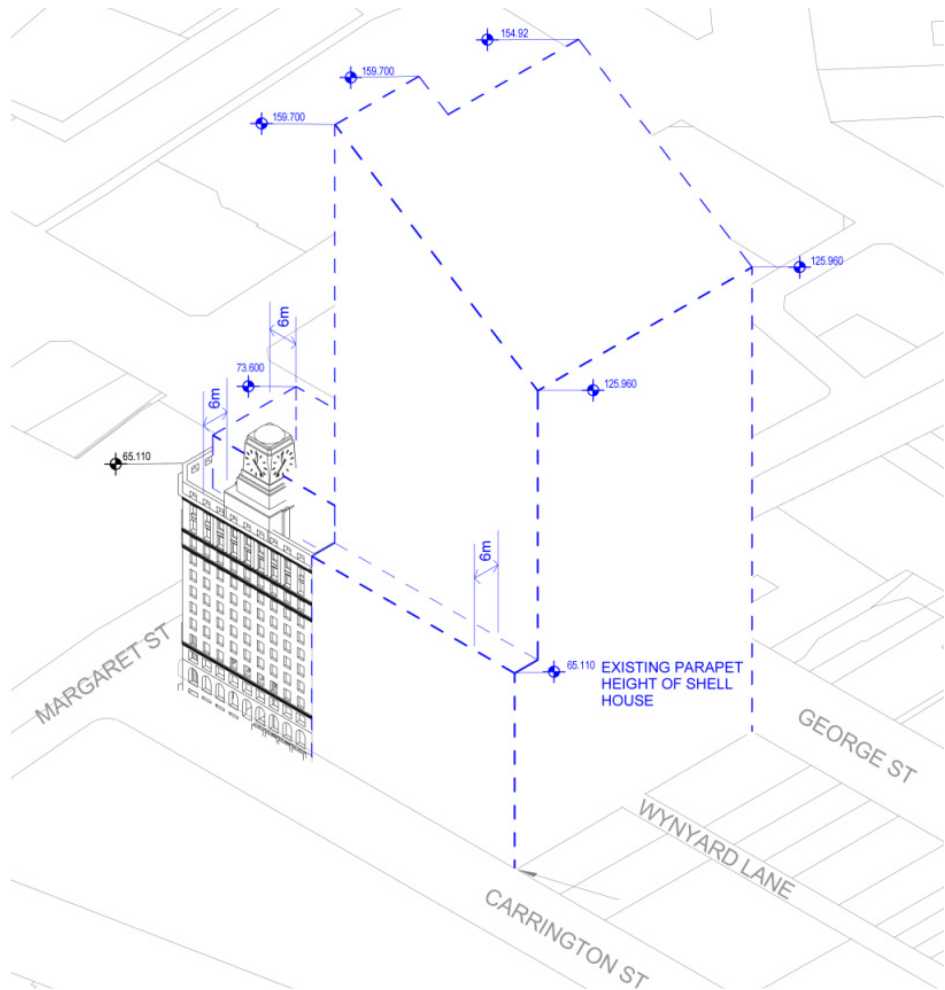 154.92
159.700
159.700
125.960
6m
73.600
125.960
6m
65.110
6m
65.110 EXISTING PARAPET
HEIGHT OF SHELL
HOUSE
MARGARET ST
GEORGE ST
WYNYARD LANE
CARRINGTON ST